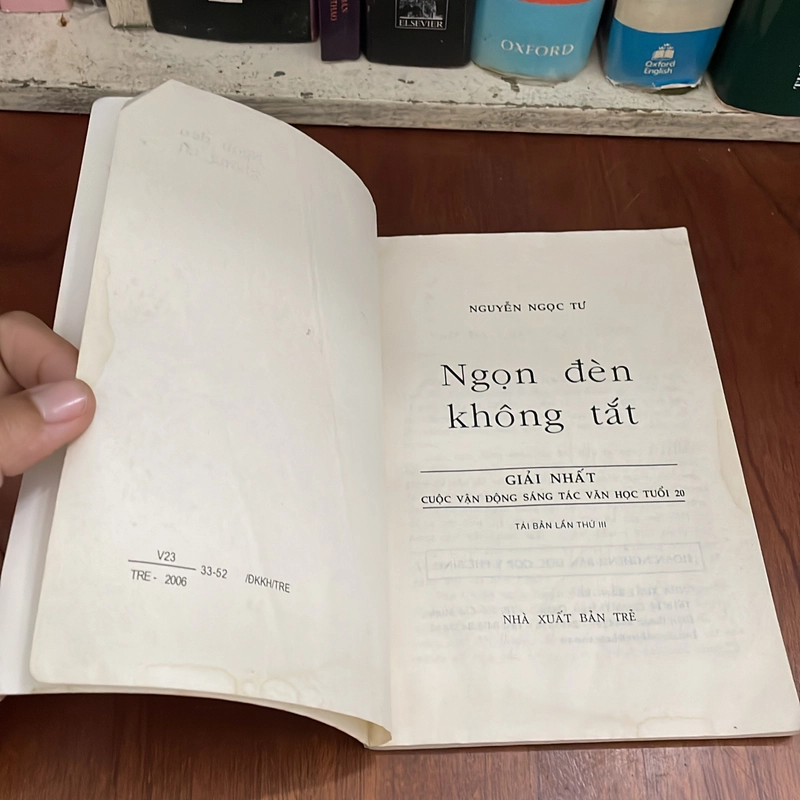 ELSEVIER
OXFORD
Oxford
English
V23
TRE - 2006
33-52
/ĐKKH/TRE
NGUYỄN NGỌC TƯ
Ngọn đèn
không tắt
GIẢI NHẤT
CUỘC VẬN ĐỘNG SÁNG TÁC VĂN HỌC TUỔI 20
TÁI BẢN LẦN THỨ III
NHÀ XUẤT BẢN TRẺ